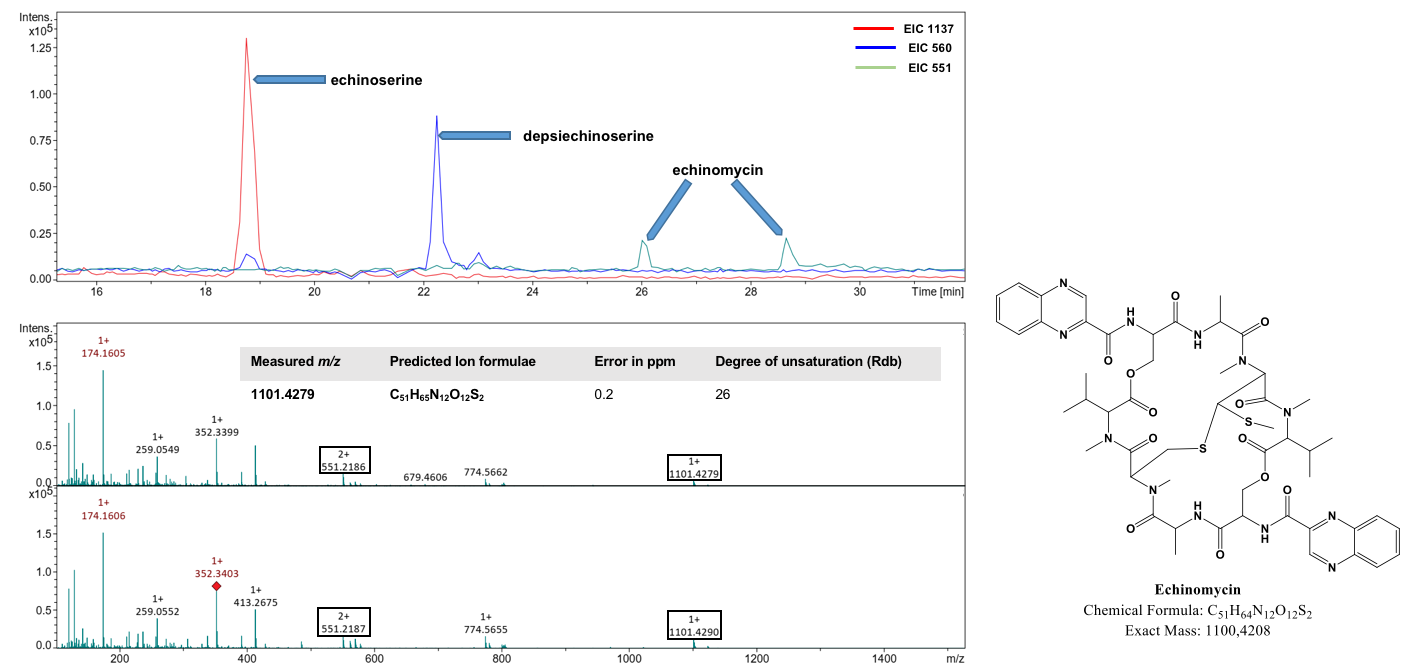 Intens.
x10⁵
1.25
1.00
0.75
0.50
0.25
0.00
EIC 1137
EIC 560
EIC 551
echinoserine
depsiechinoserine
echinomycin
16 18 20 22 24 26 28 30 Time [min]
Intens.
x10⁵
1.5
1.0
0.5
0.0
1+
174.1605
1+
259.0549
1+
352.3399
2+
551.2186
679.4606
774.5662
1+
1101.4279
Measured m/z Predicted Ion formulae Error in ppm Degree of unsaturation (Rdb)
1101.4279 C₅₁H₆₅N₁₂O₁₂S₂ 0.2 26
x10⁵
1.5
1.0
0.5
0.0
1+
174.1606
1+
259.0552
1+
352.3403
1+
413.2675
2+
551.2187
1+
774.5655
1+
1101.4290
200 400 600 800 1000 1200 1400 m/z
N
N
O
H
N
O
N
H
O
N
O
O
N
O
S
S
O
N
O
O
N
O
H
N
O
N
H
O
N
N
Echinomycin
Chemical Formula: C₅₁H₆₄N₁₂O₁₂S₂
Exact Mass: 1100,4208